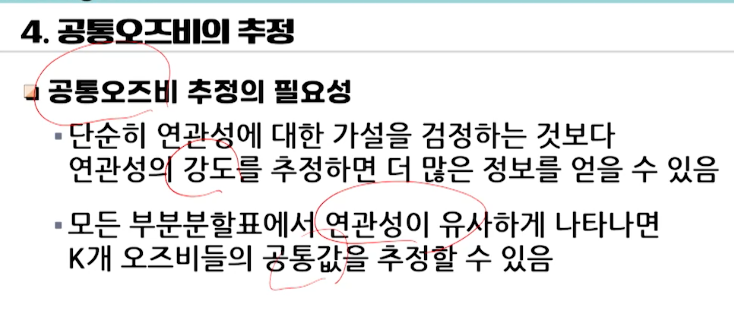 4. 공통오즈비의 추정
공통오즈비 추정의 필요성
단순히 연관성에 대한 가설을 검정하는 것보다
연관성의 강도를 추정하면 더 많은 정보를 얻을 수 있음
모든 부분분할표에서 연관성이 유사하게 나타나면
K개 오즈비들의 공통값을 추정할 수 있음